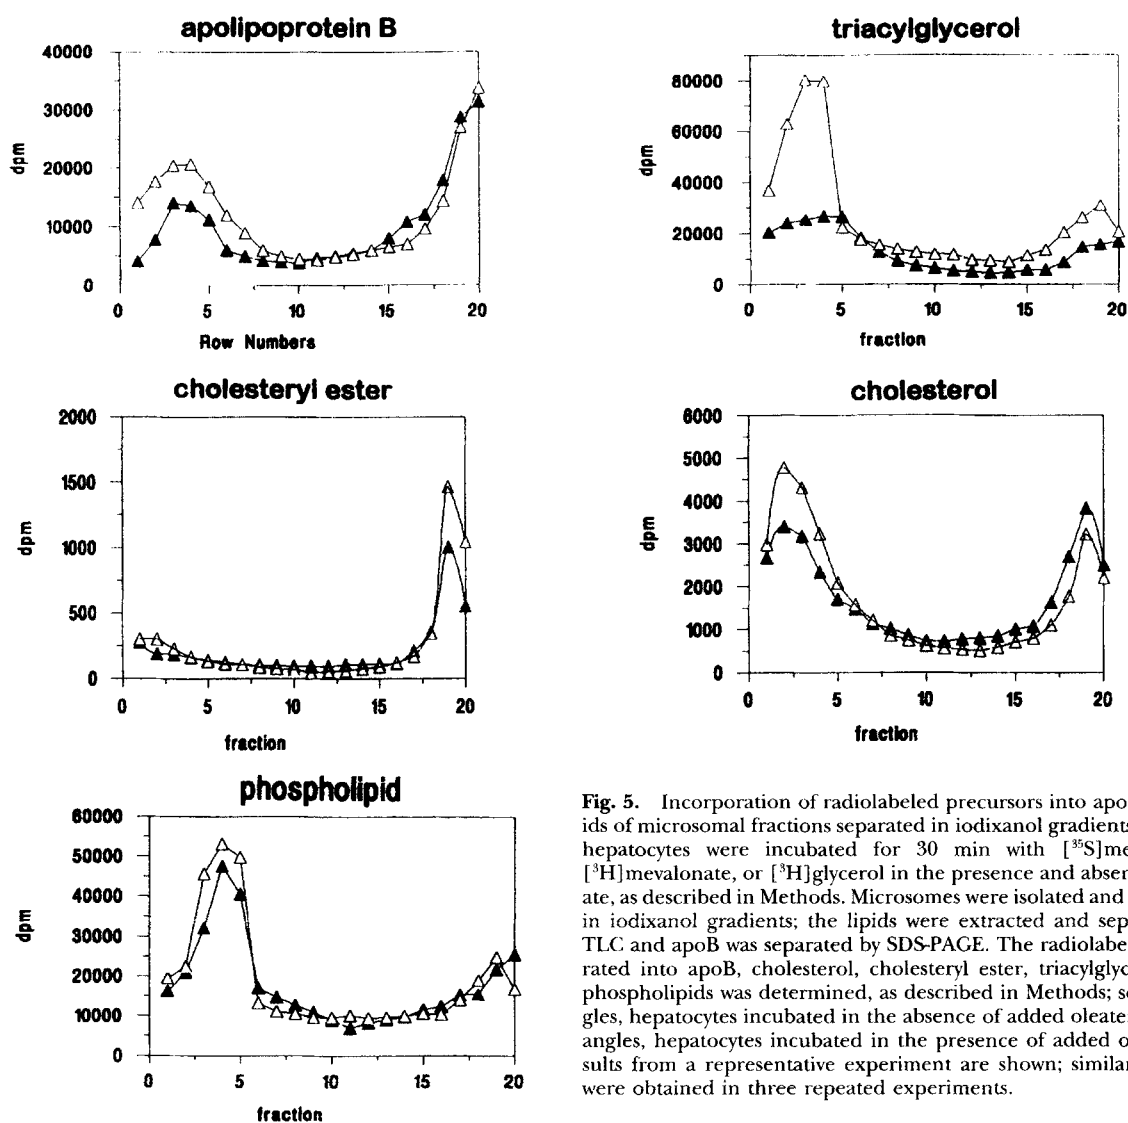 apolipoprotein B
40000
30000
20000
10000
0
dpm
0 5 10 15 20
Row Numbers
triacylglycerol
80000
60000
40000
20000
0
dpm
0 5 10 15 20
fraction
cholesteryl ester
2000
1500
1000
500
0
dpm
0 5 10 15 20
fraction
cholesterol
6000
5000
4000
3000
2000
1000
0
dpm
0 5 10 15 20
fraction
phospholipid
60000
50000
40000
30000
20000
10000
0
dpm
0 5 10 15 20
fraction
Fig. 5. Incorporation of radiolabeled precursors into apo
ids of microsomal fractions separated in iodixanol gradients
hepatocytes were incubated for 30 min with [³⁵S]me
[³H]mevalonate, or [³H]glycerol in the presence and absen
ate, as described in Methods. Microsomes were isolated and
in iodixanol gradients; the lipids were extracted and sep
TLC and apoB was separated by SDS-PAGE. The radiolabe
rated into apoB, cholesterol, cholesteryl ester, triacylglyc
phospholipids was determined, as described in Methods; s
gles, hepatocytes incubated in the absence of added oleate
angles, hepatocytes incubated in the presence of added o
sults from a representative experiment are shown; similar
were obtained in three repeated experiments.